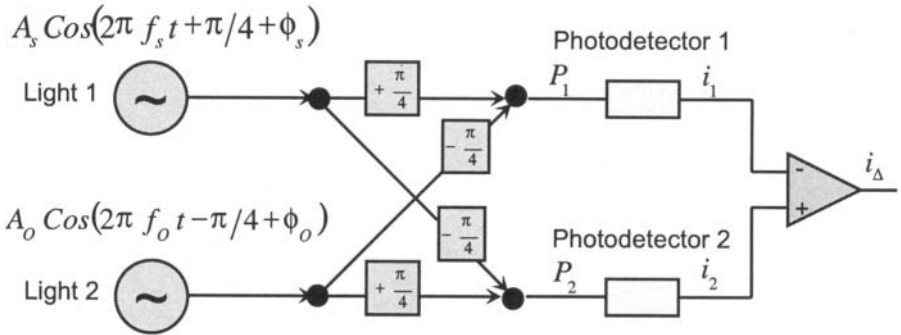 A_s Cos(2π f_s t+π/4+ϕ_s)
Photodetector 1
Light 1
~
+ π/4
P_1
i_1
- π/4
-
i_Δ
+
A_O Cos(2π f_O t-π/4+ϕ_O)
- π/4
Photodetector 2
Light 2
~
+ π/4
P_2
i_2